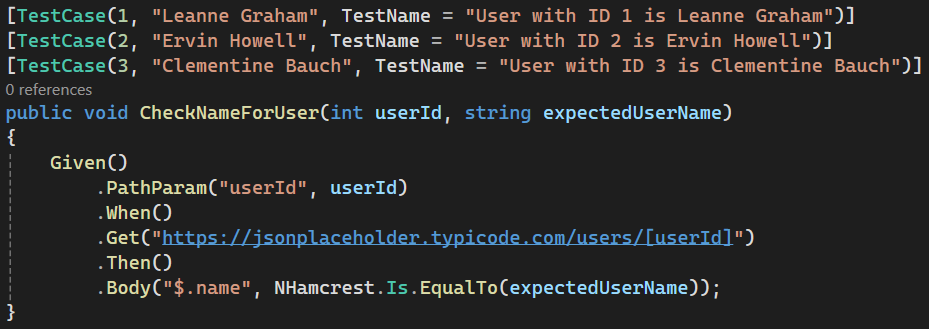 [TestCase(1, "Leanne Graham", TestName = "User with ID 1 is Leanne Graham")]
[TestCase(2, "Ervin Howell", TestName = "User with ID 2 is Ervin Howell")]
[TestCase(3, "Clementine Bauch", TestName = "User with ID 3 is Clementine Bauch")]
0 references
public void CheckNameForUser(int userId, string expectedUserName)
{
    Given()
        .PathParam("userId", userId)
        .When()
        .Get("https://jsonplaceholder.typicode.com/users/[userId]")
        .Then()
        .Body("$.name", NHamcrest.Is.EqualTo(expectedUserName));
}